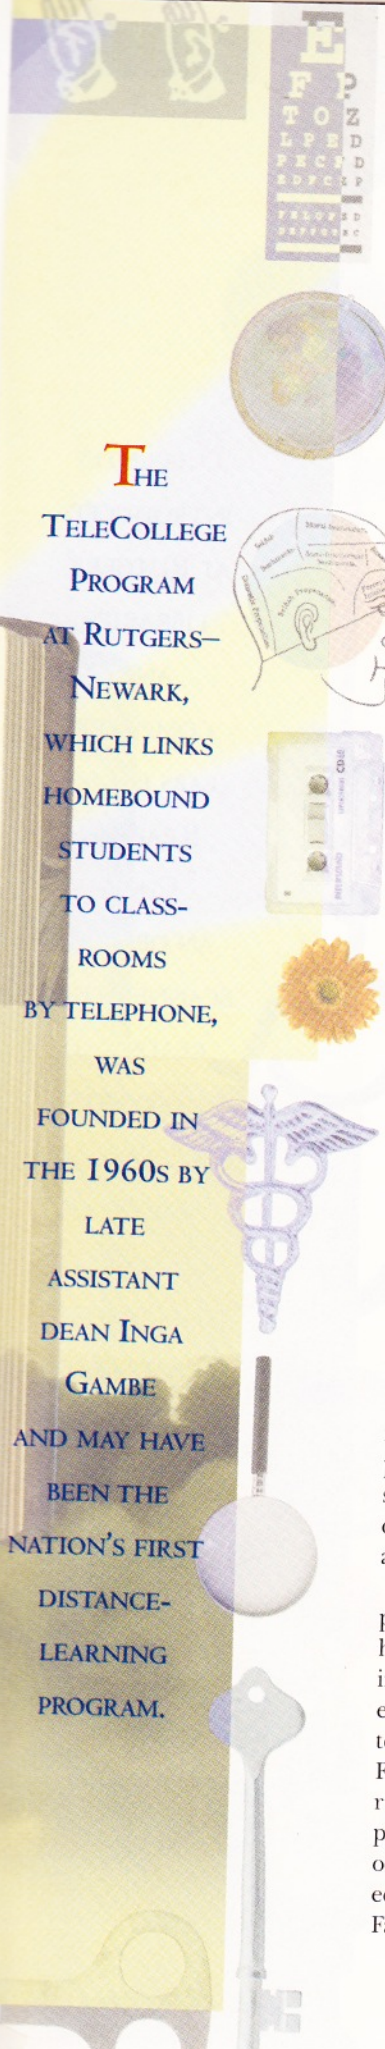 E
F P
T O Z
L P E D
P E C F D
E D F C Z P
F E L O P Z D
D E F P O T E C
THE
TELECOLLEGE
PROGRAM
AT RUTGERS–
NEWARK,
WHICH LINKS
HOMEBOUND
STUDENTS
TO CLASS-
ROOMS
BY TELEPHONE,
WAS
FOUNDED IN
THE 1960S BY
LATE
ASSISTANT
DEAN INGA
GAMBE
AND MAY HAVE
BEEN THE
NATION'S FIRST
DISTANCE-
LEARNING
PROGRAM.